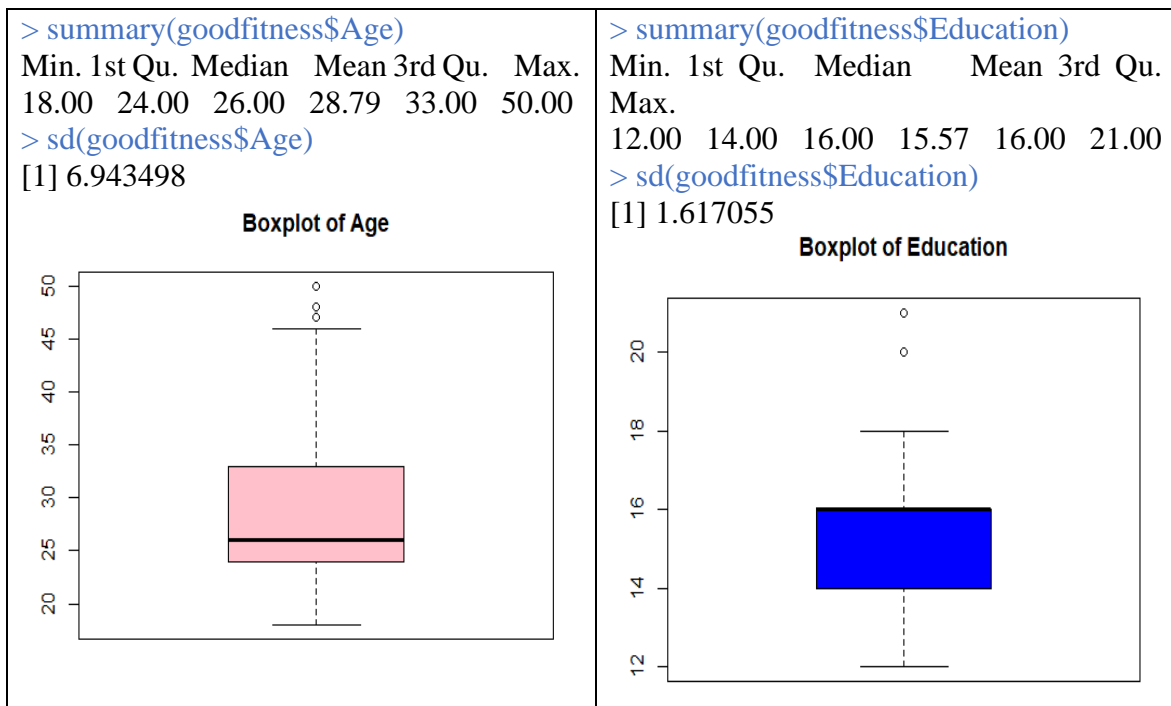 > summary(goodfitness$Age)
Min. 1st Qu. Median Mean 3rd Qu. Max.
18.00 24.00 26.00 28.79 33.00 50.00
> sd(goodfitness$Age)
[1] 6.943498
Boxplot of Age
50
45
40
35
30
25
20
> summary(goodfitness$Education)
Min. 1st Qu. Median Mean 3rd Qu.
Max.
12.00 14.00 16.00 15.57 16.00 21.00
> sd(goodfitness$Education)
[1] 1.617055
Boxplot of Education
20
18
16
14
12